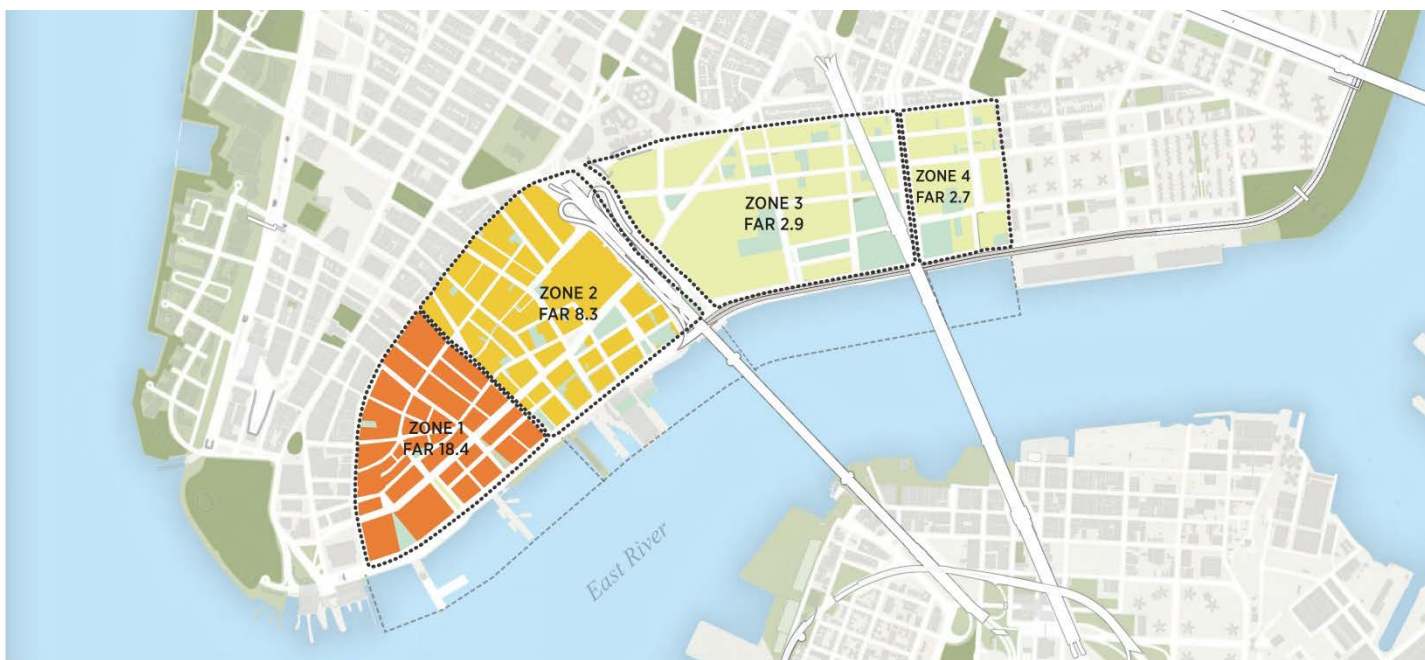 ZONE 4
FAR 2.7
ZONE 3
FAR 2.9
ZONE 2
FAR 8.3
ZONE 1
FAR 18.4
East River